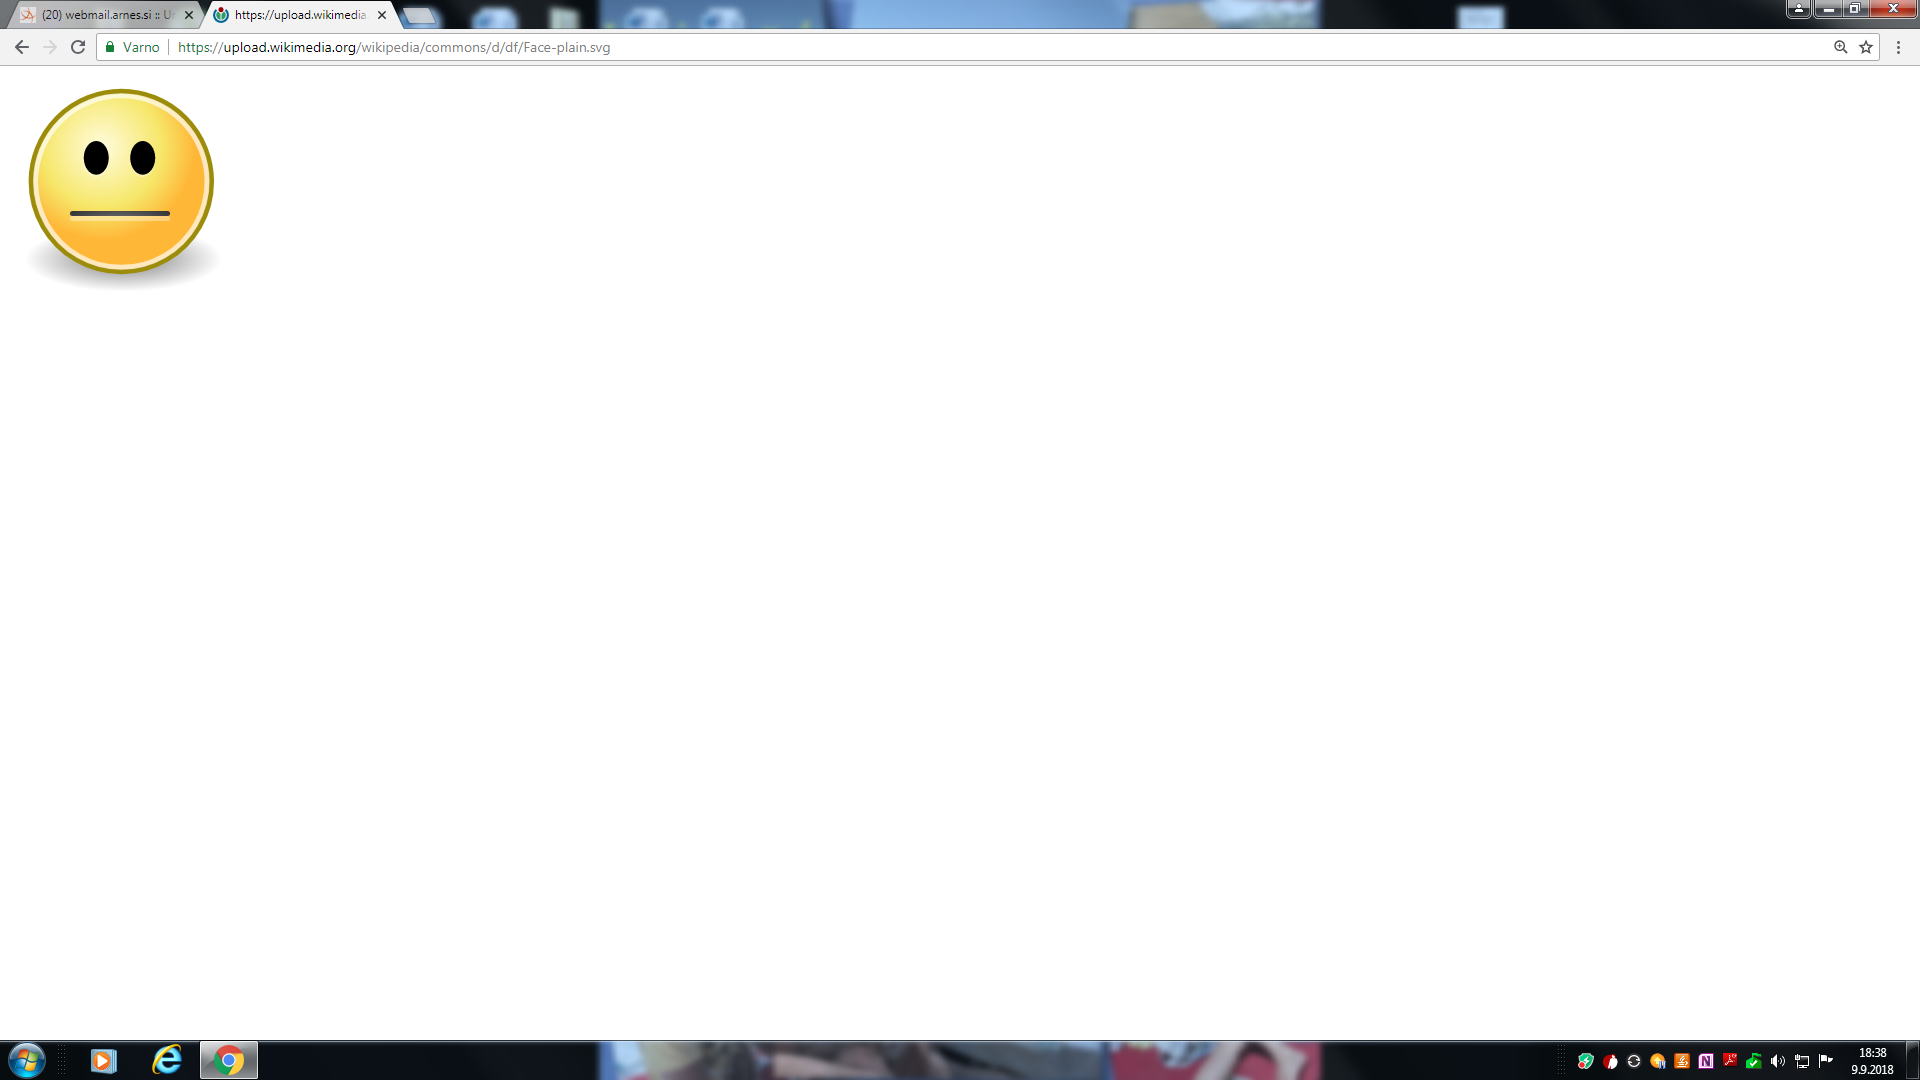 (20) webmail.arnes.si ::
https://upload.wikimedia.
Varno
https://upload.wikimedia.org/wikipedia/commons/d/df/Face-plain.svg
18:38
9.9.2018